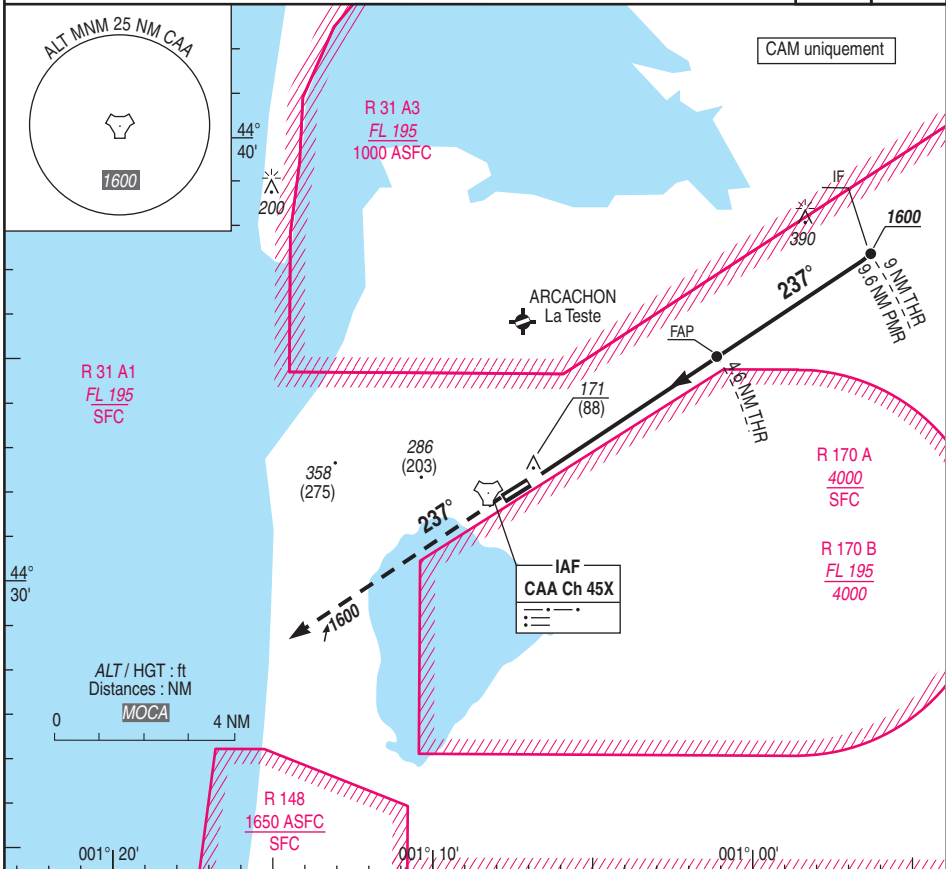 ALT MNM 25 NM CAA
1600
CAM uniquement
44°
40'
R 31 A3
FL 195
1000 ASFC
200
IF
390
1600
237°
9 NM THR
9.6 NM PMR
ARCACHON
La Teste
FAP
4.6 NM THR
R 31 A1
FL 195
SFC
171
(88)
286
(203)
358
(275)
R 170 A
4000
SFC
R 170 B
FL 195
4000
237°
IAF
CAA Ch 45X
44°
30'
1600
ALT / HGT : ft
Distances : NM
MOCA
0 4 NM
R 148
1650 ASFC
SFC
001° 20' 001° 10' 001° 00'